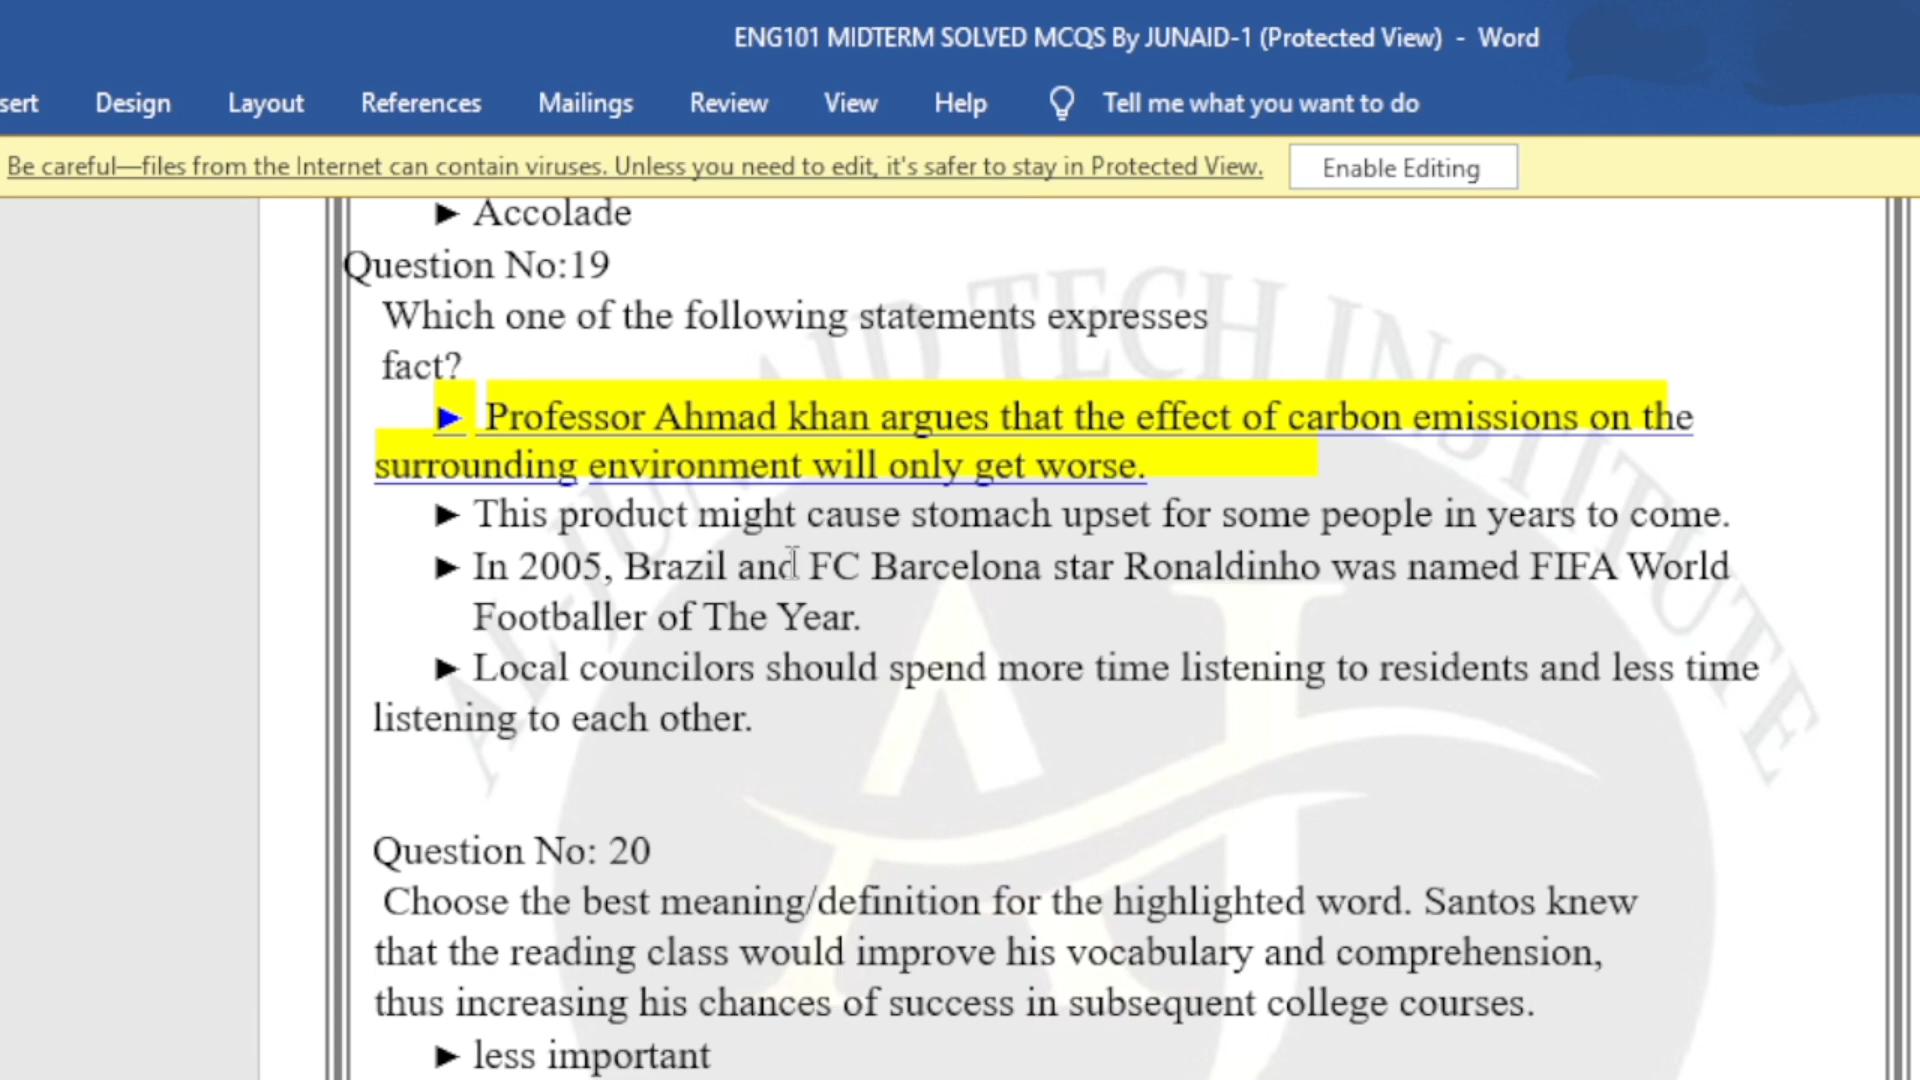 ENG101 MIDTERM SOLVED MCQS By JUNAID-1 (Protected View) - Word
sert Design Layout References Mailings Review View Help Tell me what you want to do
Be careful—files from the Internet can contain viruses. Unless you need to edit, it's safer to stay in Protected View. Enable Editing
► Accolade
Question No:19
Which one of the following statements expresses
fact?
► Professor Ahmad khan argues that the effect of carbon emissions on the
surrounding environment will only get worse.
► This product might cause stomach upset for some people in years to come.
► In 2005, Brazil and FC Barcelona star Ronaldinho was named FIFA World
Footballer of The Year.
► Local councilors should spend more time listening to residents and less time
listening to each other.
Question No: 20
Choose the best meaning/definition for the highlighted word. Santos knew
that the reading class would improve his vocabulary and comprehension,
thus increasing his chances of success in subsequent college courses.
► less important
AL-JUNAID TECH INSTITUTE
AJ